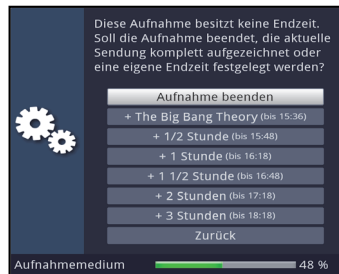 Diese Aufnahme besitzt keine Endzeit.
Soll die Aufnahme beendet, die aktuelle
Sendung komplett aufgezeichnet oder
eine eigene Endzeit festgelegt werden?
Aufnahme beenden
+ The Big Bang Theory (bis 15:36)
+ 1/2 Stunde (bis 15:48)
+ 1 Stunde (bis 16:18)
+ 1 1/2 Stunde (bis 16:48)
+ 2 Stunden (bis 17:18)
+ 3 Stunden (bis 18:18)
Zurück
Aufnahmemedium 48 %